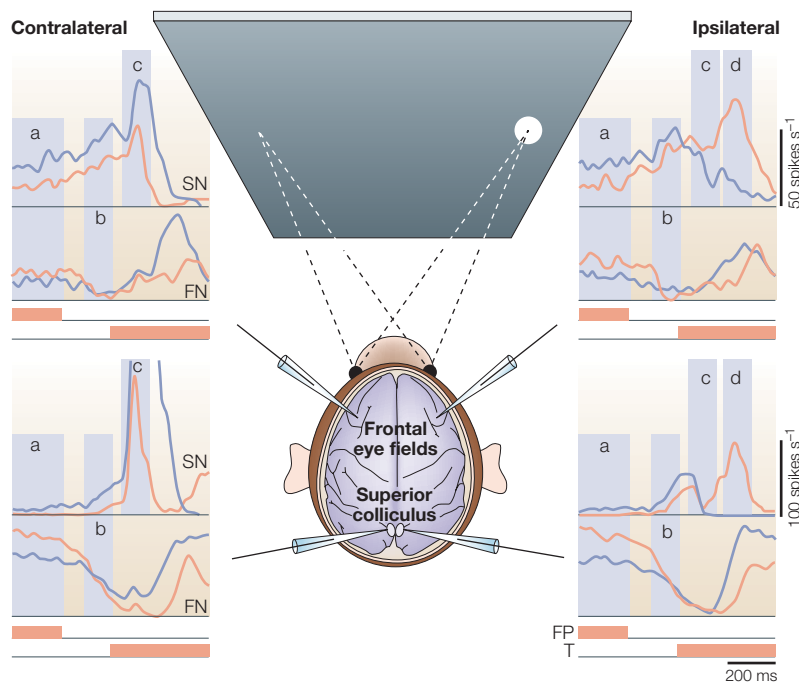 Contralateral
Ipsilateral
c
a
SN
b
FN
c
d
a
b
50 spikes s⁻¹
c
a
SN
b
FN
Frontal
eye fields
Superior
colliculus
c
d
a
b
100 spikes s⁻¹
FP
T
200 ms